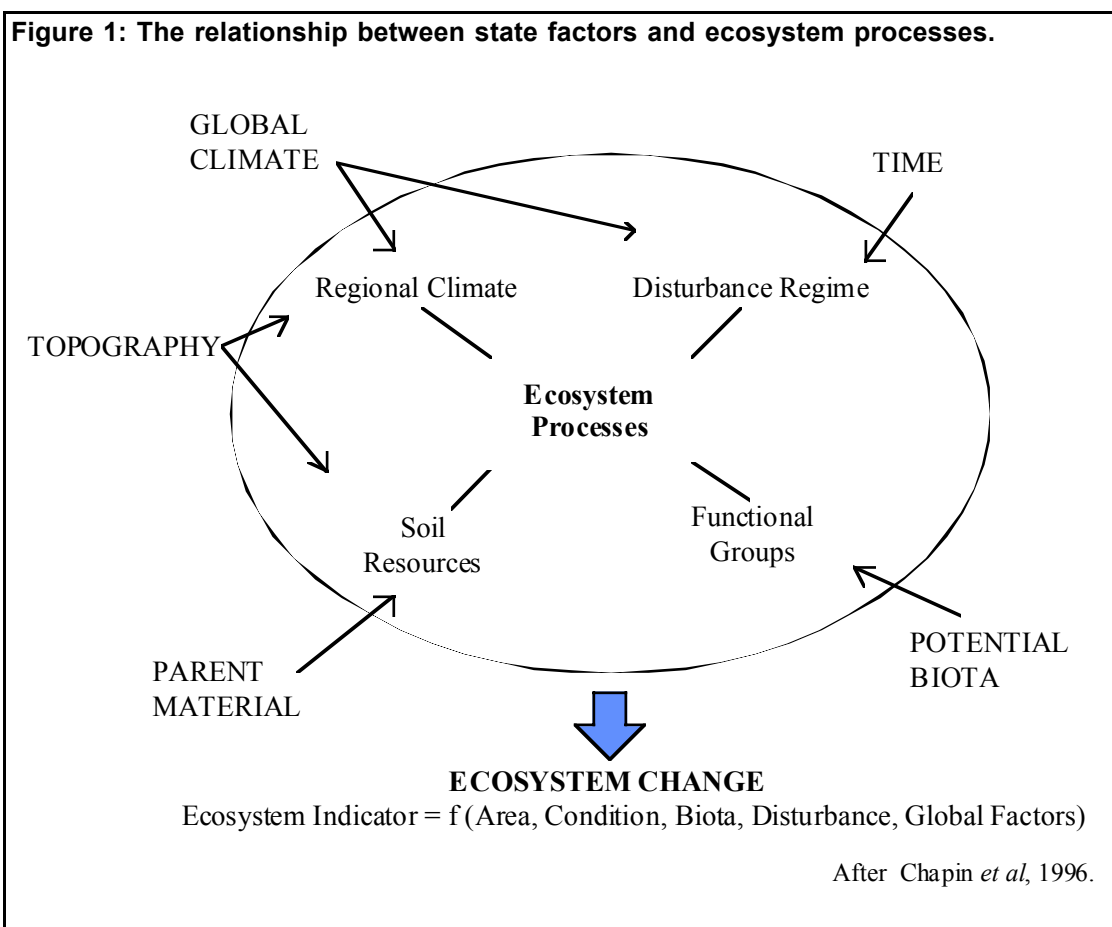 Figure 1: The relationship between state factors and ecosystem processes.
GLOBAL
CLIMATE
TIME
Regional Climate
Disturbance Regime
TOPOGRAPHY
Ecosystem
Processes
Soil
Resources
Functional
Groups
PARENT
MATERIAL
POTENTIAL
BIOTA
ECOSYSTEM CHANGE
Ecosystem Indicator = f (Area, Condition, Biota, Disturbance, Global Factors)
After Chapin et al, 1996.